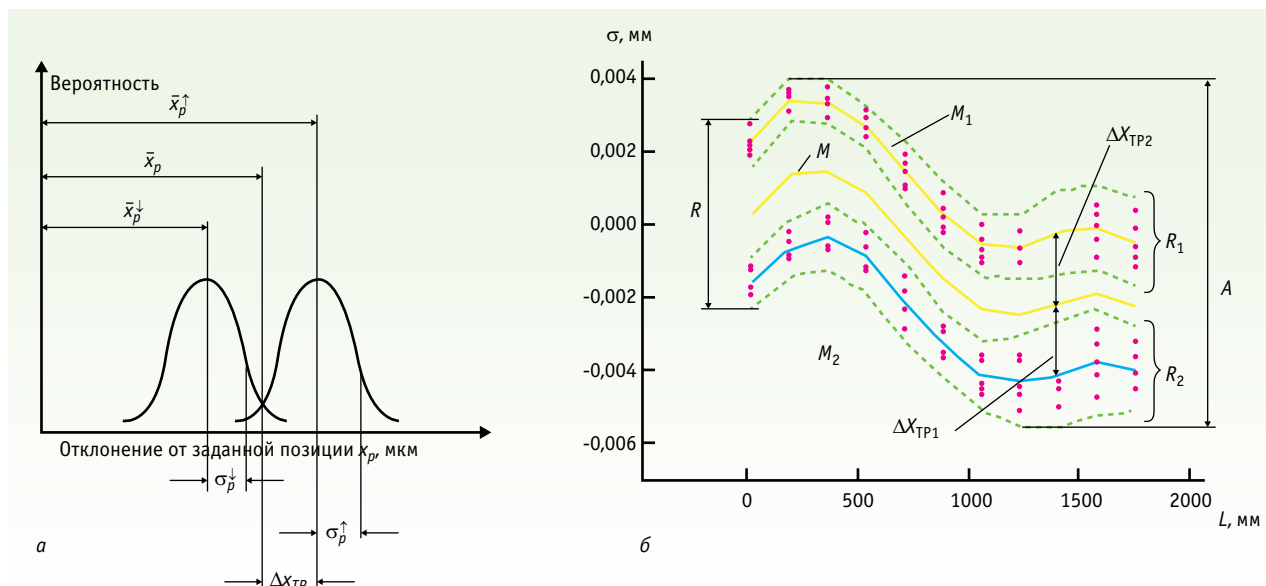 Вероятность
x̄p↑
x̄p
x̄p↓
Отклонение от заданной позиции xp, мкм
σp↓
σp↑
ΔxTP
а
σ, мм
0,004
0,002
0,000
-0,002
-0,004
-0,006
R
M
M1
M2
ΔXTP2
ΔXTP1
R1
R2
A
0 500 1000 1500 2000
L, мм
б